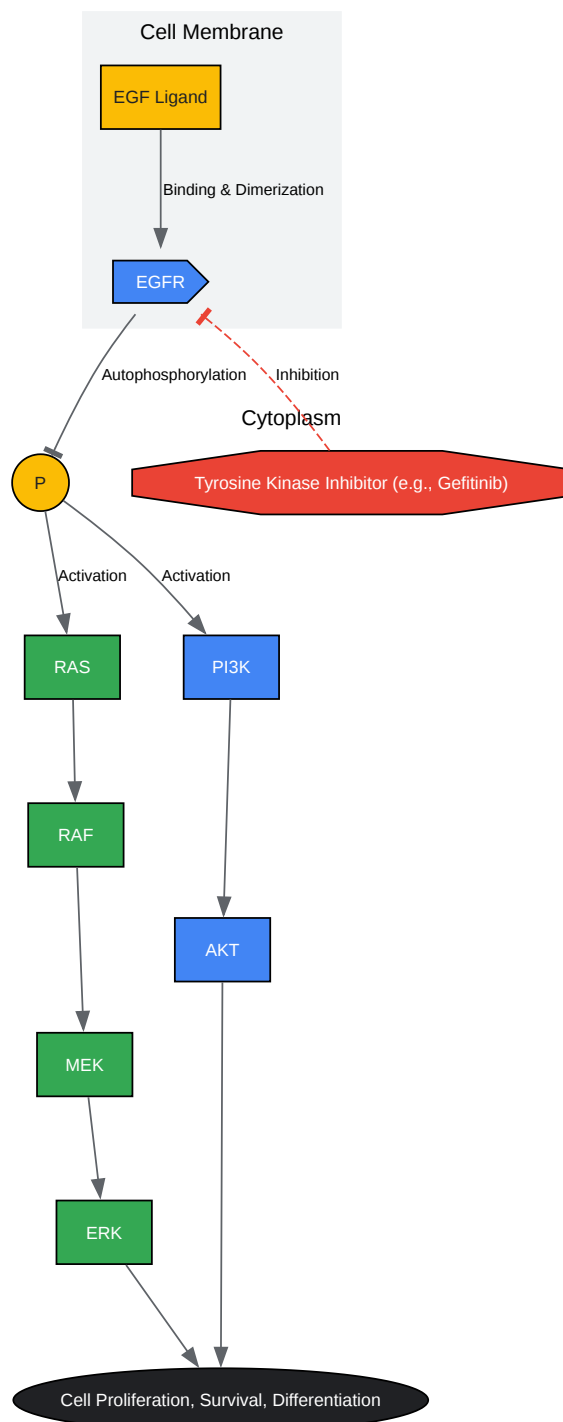 Cell Membrane
EGF Ligand
Binding & Dimerization
EGFR
Autophosphorylation
Inhibition
Cytoplasm
P
Tyrosine Kinase Inhibitor (e.g., Gefitinib)
Activation
Activation
RAS
PI3K
RAF
AKT
MEK
ERK
Cell Proliferation, Survival, Differentiation